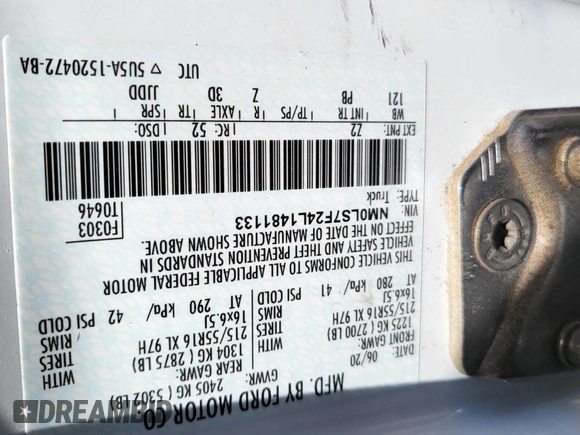 MFD. BY FORD MOTOR CO
06/20
GVWR:
2405 KG ( 5302 LB)
FRONT GAWR:
1225 KG ( 2700 LB)
REAR GAWR:
1304 KG ( 2875 LB)
WITH
215/55R16 XL 97H
215/55R16 XL 97H
TIRES
16x6.5J
16x6.5J
RIMS
AT 280 kPa/ 41 PSI COLD
AT 290 kPa/ 42 PSI COLD
THIS VEHICLE CONFORMS TO ALL APPLICABLE FEDERAL MOTOR
VEHICLE SAFETY AND THEFT PREVENTION STANDARDS IN
EFFECT ON THE DATE OF MANUFACTURE SHOWN ABOVE.
VIN: NM0LS7F24L1481133
TYPE: Truck
F0303
T0646
EXT PNT: Z2 RC: 52 DSO:
WB INT TR TP/PS R AXLE TR SPR
121 PB Z 3D JJDD
UTC ▽ 5U5A-1520472-BA
DREAMBID